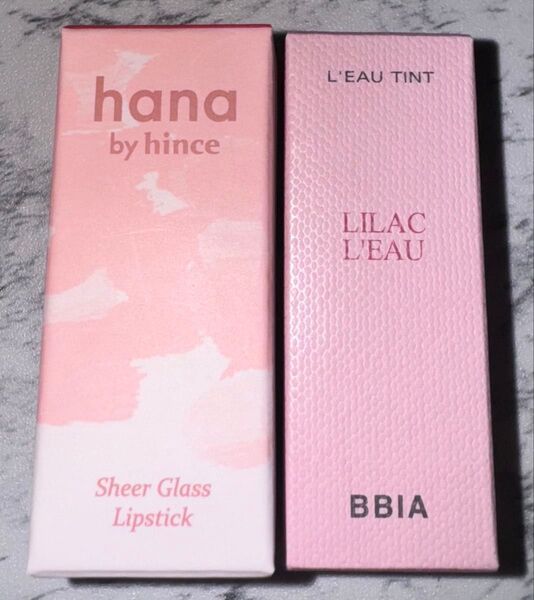 hana
by hince
Sheer Glass
Lipstick
L'EAU TINT
LILAC
L'EAU
BBIA